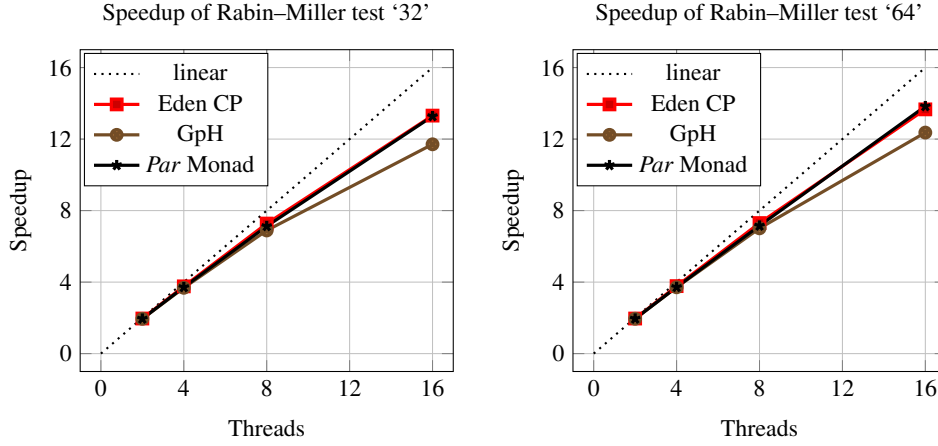 Speedup of Rabin–Miller test ‘32’
linear
Eden CP
GpH
Par Monad
Speedup
16
12
8
4
0
0 4 8 12 16
Threads
Speedup of Rabin–Miller test ‘64’
linear
Eden CP
GpH
Par Monad
Speedup
16
12
8
4
0
0 4 8 12 16
Threads